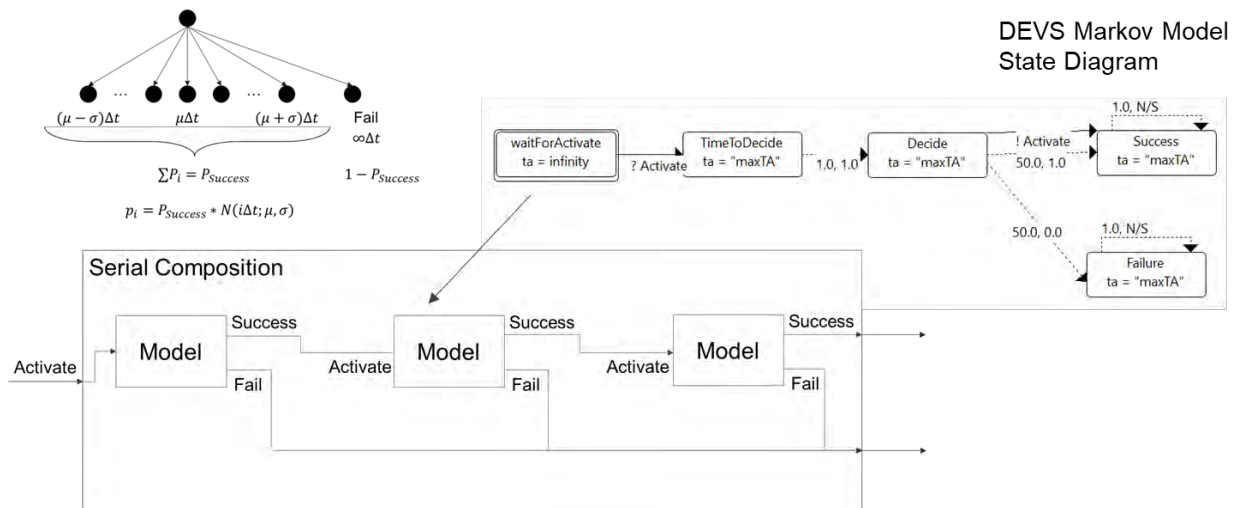 DEVS Markov Model
State Diagram
… …
(μ − σ)Δt μΔt (μ + σ)Δt Fail
∞Δt
∑P_i = P_Success 1 − P_Success
p_i = P_Success * N(iΔt; μ, σ)
waitForActivate
ta = infinity
? Activate
TimeToDecide
ta = "maxTA"
1.0, 1.0
Decide
ta = "maxTA"
! Activate
50.0, 1.0
1.0, N/S
Success
ta = "maxTA"
50.0, 0.0
1.0, N/S
Failure
ta = "maxTA"
Serial Composition
Activate
Model
Success
Fail
Activate
Model
Success
Fail
Activate
Model
Success
Fail